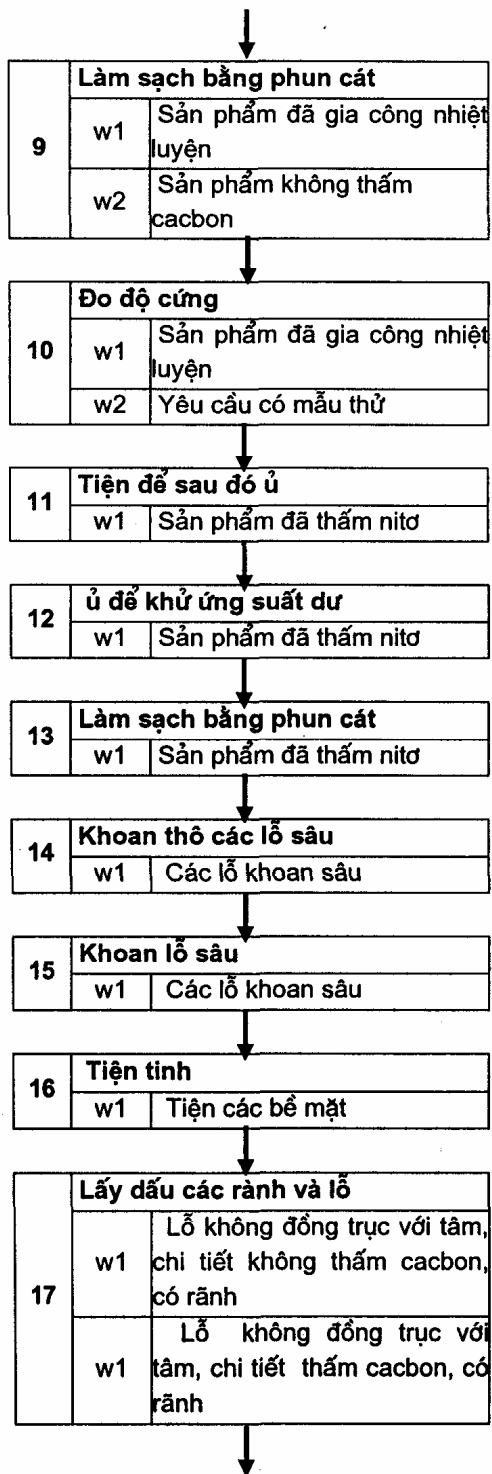 Làm sạch bằng phun cát
9
w1
Sản phẩm đã gia công nhiệt
luyện
w2
Sản phẩm không thấm
cacbon
Đo độ cứng
10
w1
Sản phẩm đã gia công nhiệt
luyện
w2
Yêu cầu có mẫu thử
11
Tiện để sau đó ủ
w1
Sản phẩm đã thấm nitơ
12
ủ để khử ứng suất dư
w1
Sản phẩm đã thấm nitơ
13
Làm sạch bằng phun cát
w1
Sản phẩm đã thấm nitơ
14
Khoan thô các lỗ sâu
w1
Các lỗ khoan sâu
15
Khoan lỗ sâu
w1
Các lỗ khoan sâu
16
Tiện tinh
w1
Tiện các bề mặt
17
Lấy dấu các rành và lỗ
w1
Lỗ không đồng trục với tâm,
chi tiết không thấm cacbon,
có rãnh
w1
Lỗ không đồng trục với
tâm, chi tiết thấm cacbon, có
rãnh